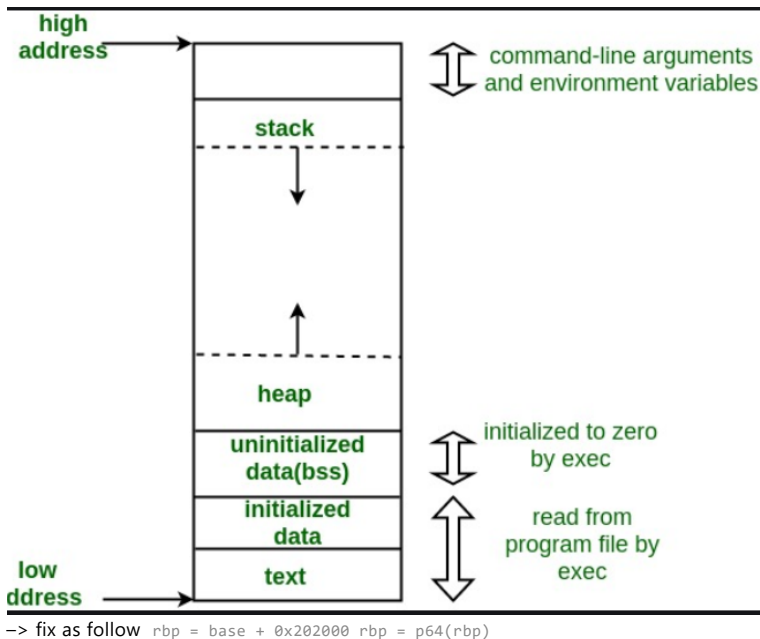 high
address
command-line arguments
and environment variables
stack
heap
uninitialized
data(bss)
initialized to zero
by exec
initialized
data
read from
program file by
exec
low
ddress
text
–> fix as follow rbp = base + 0x202000 rbp = p64(rbp)